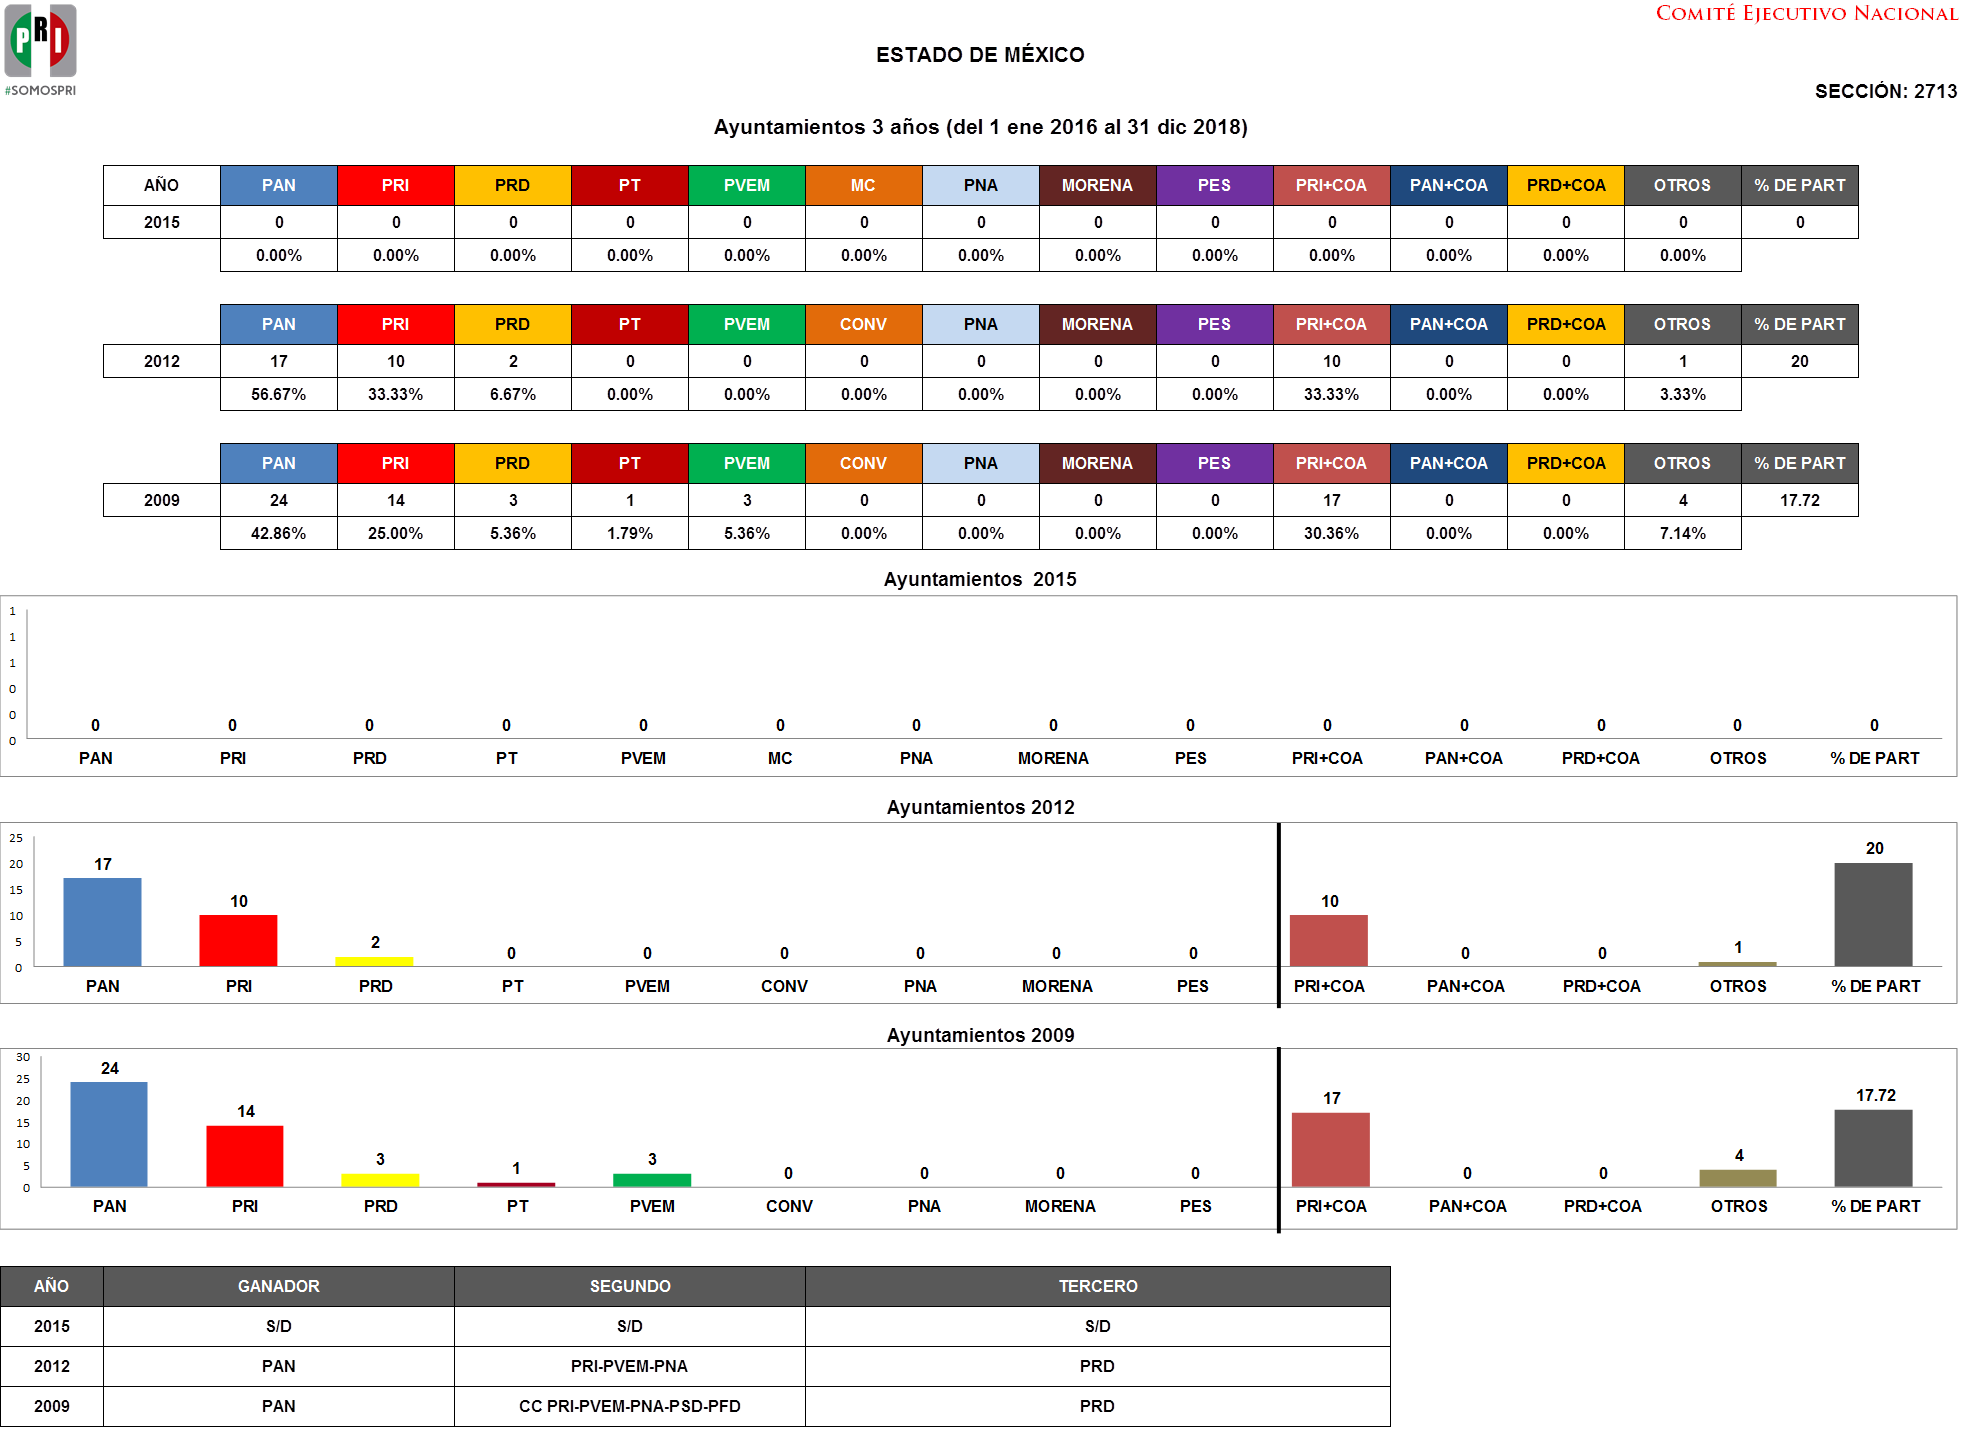 COMITÉ EJECUTIVO NACIONAL
PRI
#SOMOSPRI
ESTADO DE MÉXICO
SECCIÓN: 2713
Ayuntamientos 3 años (del 1 ene 2016 al 31 dic 2018)
AÑO PAN PRI PRD PT PVEM MC PNA MORENA PES PRI+COA PAN+COA PRD+COA OTROS % DE PART
2015 0 0 0 0 0 0 0 0 0 0 0 0 0 0
0.00% 0.00% 0.00% 0.00% 0.00% 0.00% 0.00% 0.00% 0.00% 0.00% 0.00% 0.00% 0.00%
PAN PRI PRD PT PVEM CONV PNA MORENA PES PRI+COA PAN+COA PRD+COA OTROS % DE PART
2012 17 10 2 0 0 0 0 0 0 10 0 0 1 20
56.67% 33.33% 6.67% 0.00% 0.00% 0.00% 0.00% 0.00% 0.00% 33.33% 0.00% 0.00% 3.33%
PAN PRI PRD PT PVEM CONV PNA MORENA PES PRI+COA PAN+COA PRD+COA OTROS % DE PART
2009 24 14 3 1 3 0 0 0 0 17 0 0 4 17.72
42.86% 25.00% 5.36% 1.79% 5.36% 0.00% 0.00% 0.00% 0.00% 30.36% 0.00% 0.00% 7.14%
Ayuntamientos 2015
1
1
1
0
0
0
0 0 0 0 0 0 0 0 0 0 0 0 0 0
PAN PRI PRD PT PVEM MC PNA MORENA PES PRI+COA PAN+COA PRD+COA OTROS % DE PART
Ayuntamientos 2012
25
20
15
10
5
0
17 10 2 0 0 0 0 0 0 10 0 0 1 20
PAN PRI PRD PT PVEM CONV PNA MORENA PES PRI+COA PAN+COA PRD+COA OTROS % DE PART
Ayuntamientos 2009
30
25
20
15
10
5
0
24 14 3 1 3 0 0 0 0 17 0 0 4 17.72
PAN PRI PRD PT PVEM CONV PNA MORENA PES PRI+COA PAN+COA PRD+COA OTROS % DE PART
AÑO GANADOR SEGUNDO TERCERO
2015 S/D S/D S/D
2012 PAN PRI-PVEM-PNA PRD
2009 PAN CC PRI-PVEM-PNA-PSD-PFD PRD